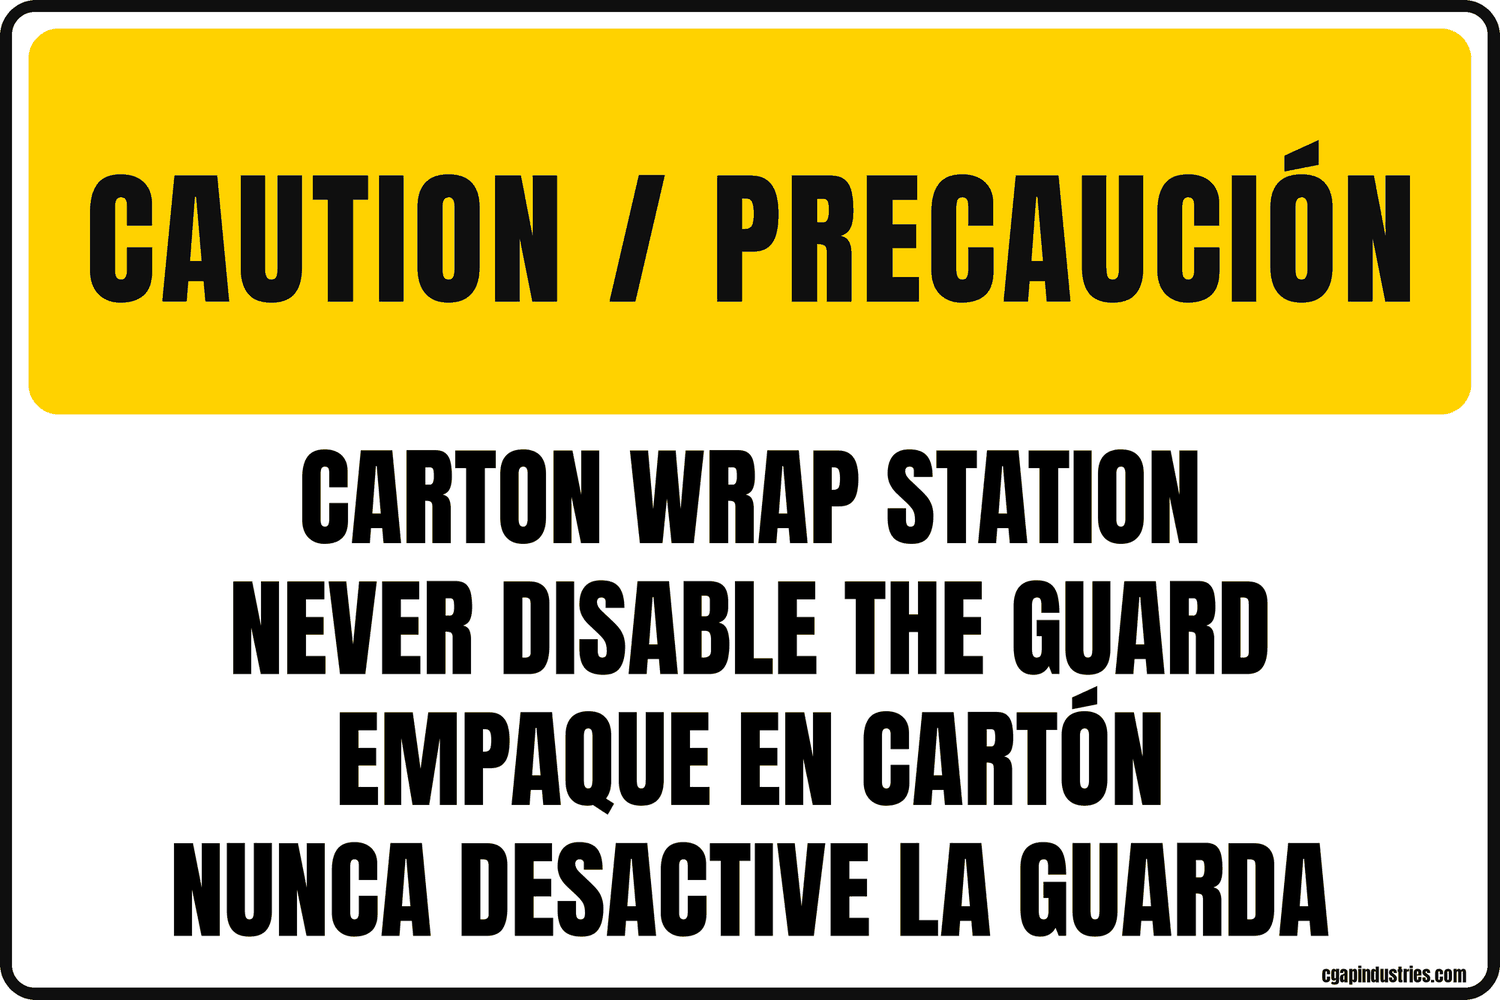 CAUTION / PRECAUCIÓN
CARTON WRAP STATION
NEVER DISABLE THE GUARD
EMPAQUE EN CARTÓN
NUNCA DESACTIVE LA GUARDA
cgapindustries.com